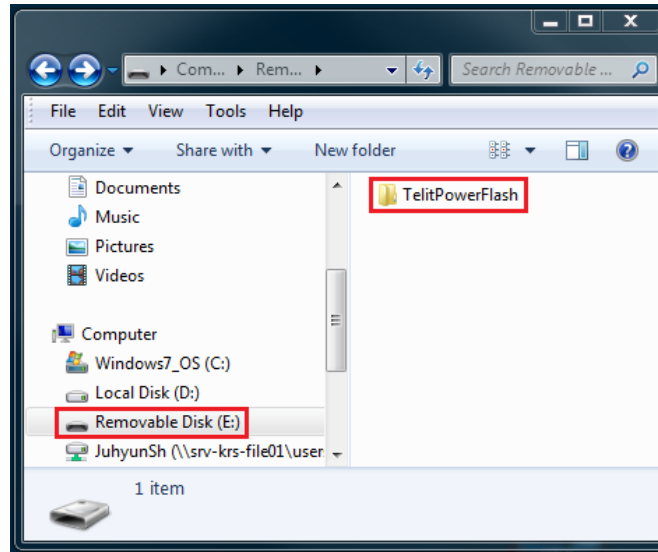 Com... Rem... Search Removable ...
File Edit View Tools Help
Organize Share with New folder
Documents
Music
Pictures
Videos
Computer
Windows7_OS (C:)
Local Disk (D:)
Removable Disk (E:)
JuhyunSh (\\srv-krs-file01\user
TelitPowerFlash
1 item